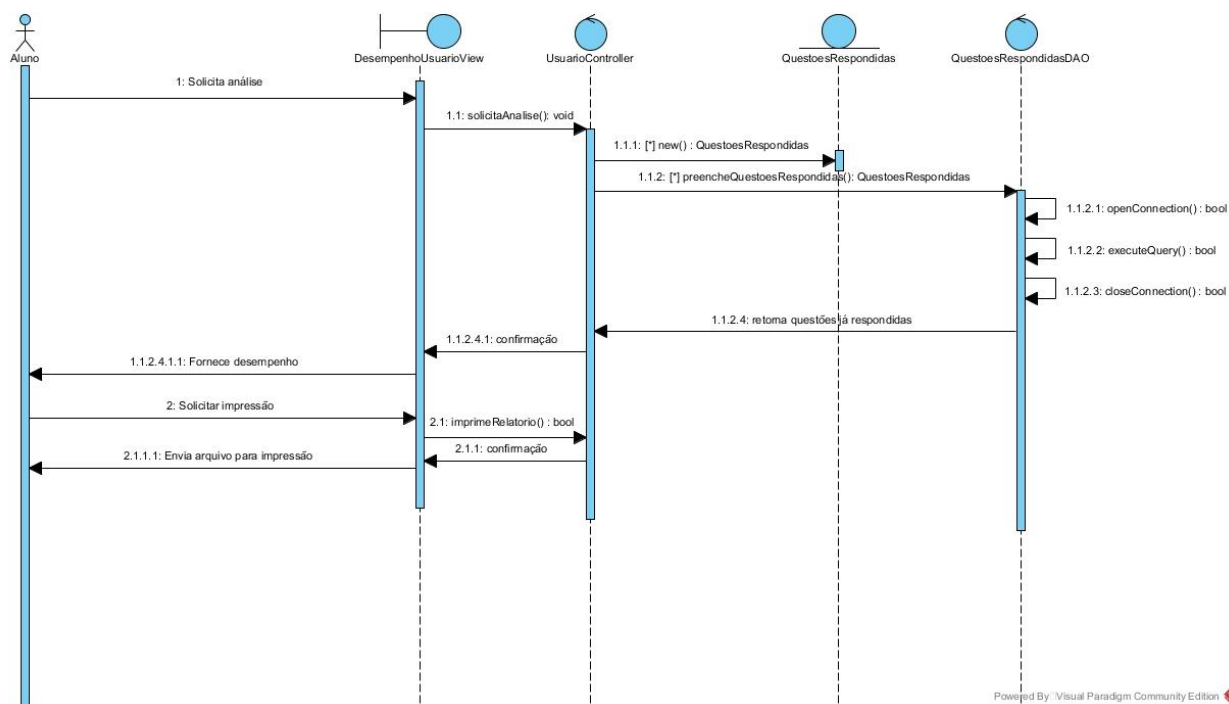 Aluno
DesempenhoUsuarioView
UsuarioController
QuestoesRespondidas
QuestoesRespondidasDAO
1: Solicita análise
1.1: solicitaAnalise(): void
1.1.1: [*] new() : QuestoesRespondidas
1.1.2: [*] preencheQuestoesRespondidas(): QuestoesRespondidas
1.1.2.1: openConnection() : bool
1.1.2.2: executeQuery() : bool
1.1.2.3: closeConnection() : bool
1.1.2.4: retorna questões já respondidas
1.1.2.4.1: confirmação
1.1.2.4.1.1: Fornece desempenho
2: Solicitar impressão
2.1: imprimeRelatorio() : bool
2.1.1: confirmação
2.1.1.1: Envia arquivo para impressão
Powered By Visual Paradigm Community Edition